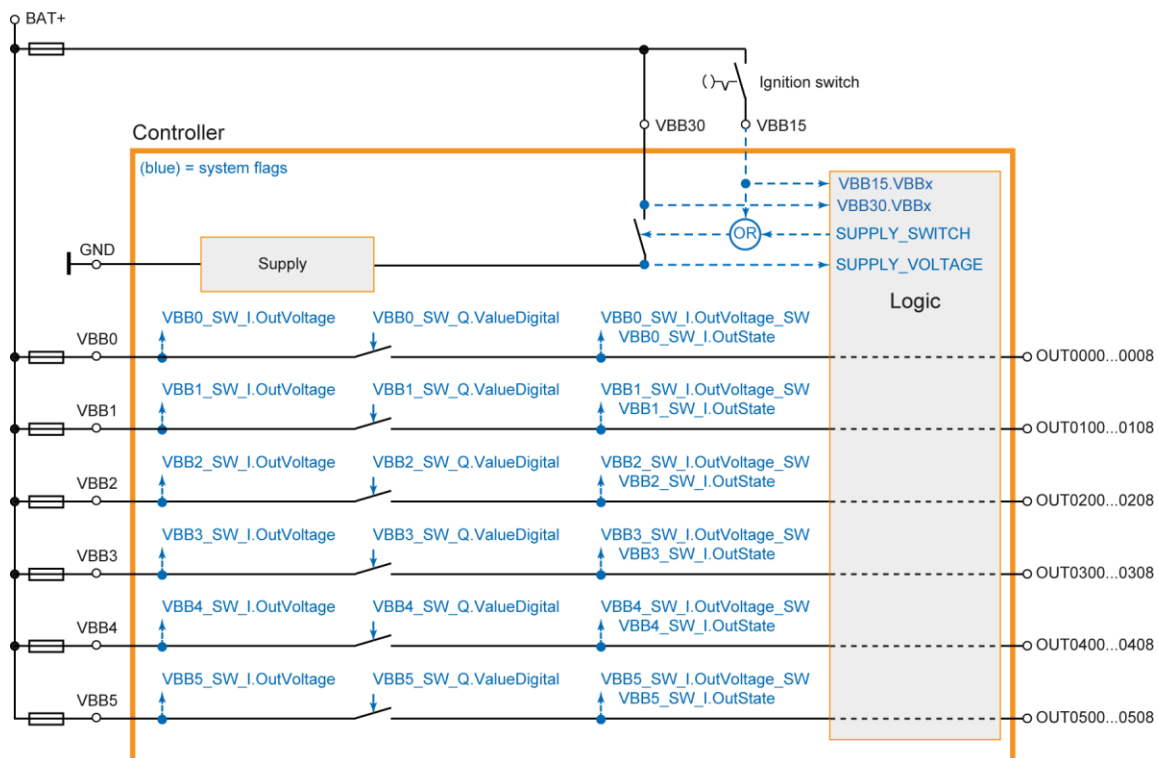 BAT+
Ignition switch
VBB30
VBB15
Controller
(blue) = system flags
VBB15.VBBx
VBB30.VBBx
OR
SUPPLY_SWITCH
GND
Supply
SUPPLY_VOLTAGE
Logic
VBB0
VBB0_SW_I.OutVoltage
VBB0_SW_Q.ValueDigital
VBB0_SW_I.OutVoltage_SW
VBB0_SW_I.OutState
OUT0000...0008
VBB1
VBB1_SW_I.OutVoltage
VBB1_SW_Q.ValueDigital
VBB1_SW_I.OutVoltage_SW
VBB1_SW_I.OutState
OUT0100...0108
VBB2
VBB2_SW_I.OutVoltage
VBB2_SW_Q.ValueDigital
VBB2_SW_I.OutVoltage_SW
VBB2_SW_I.OutState
OUT0200...0208
VBB3
VBB3_SW_I.OutVoltage
VBB3_SW_Q.ValueDigital
VBB3_SW_I.OutVoltage_SW
VBB3_SW_I.OutState
OUT0300...0308
VBB4
VBB4_SW_I.OutVoltage
VBB4_SW_Q.ValueDigital
VBB4_SW_I.OutVoltage_SW
VBB4_SW_I.OutState
OUT0400...0408
VBB5
VBB5_SW_I.OutVoltage
VBB5_SW_Q.ValueDigital
VBB5_SW_I.OutVoltage_SW
VBB5_SW_I.OutState
OUT0500...0508